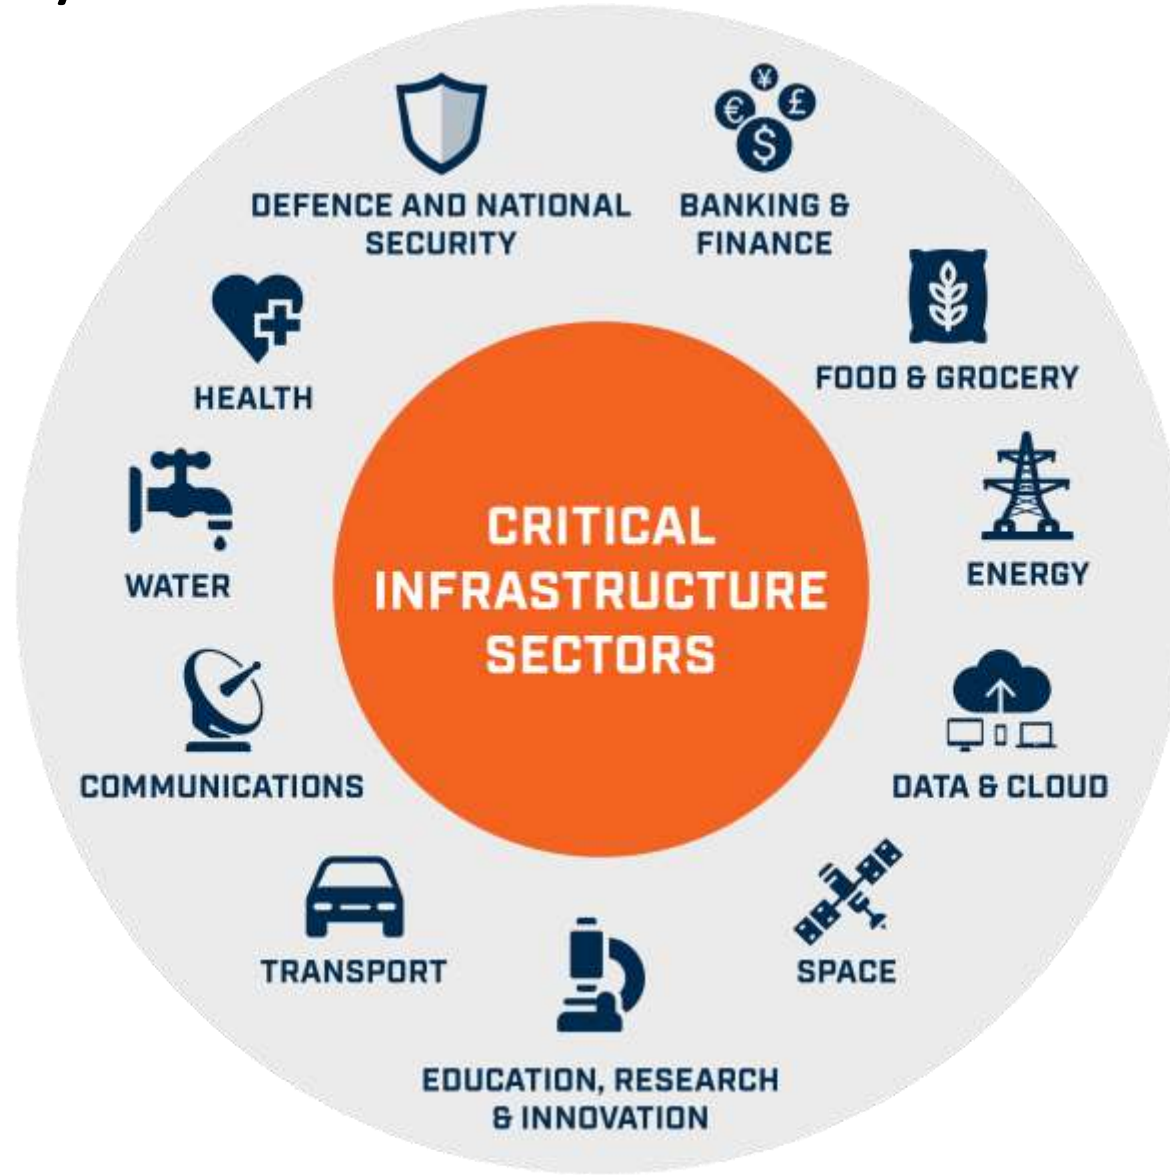 DEFENCE AND NATIONAL
SECURITY
BANKING &
FINANCE
¥
€
£
$
FOOD & GROCERY
HEALTH
ENERGY
WATER
CRITICAL
INFRASTRUCTURE
SECTORS
COMMUNICATIONS
DATA & CLOUD
TRANSPORT
SPACE
EDUCATION, RESEARCH
& INNOVATION